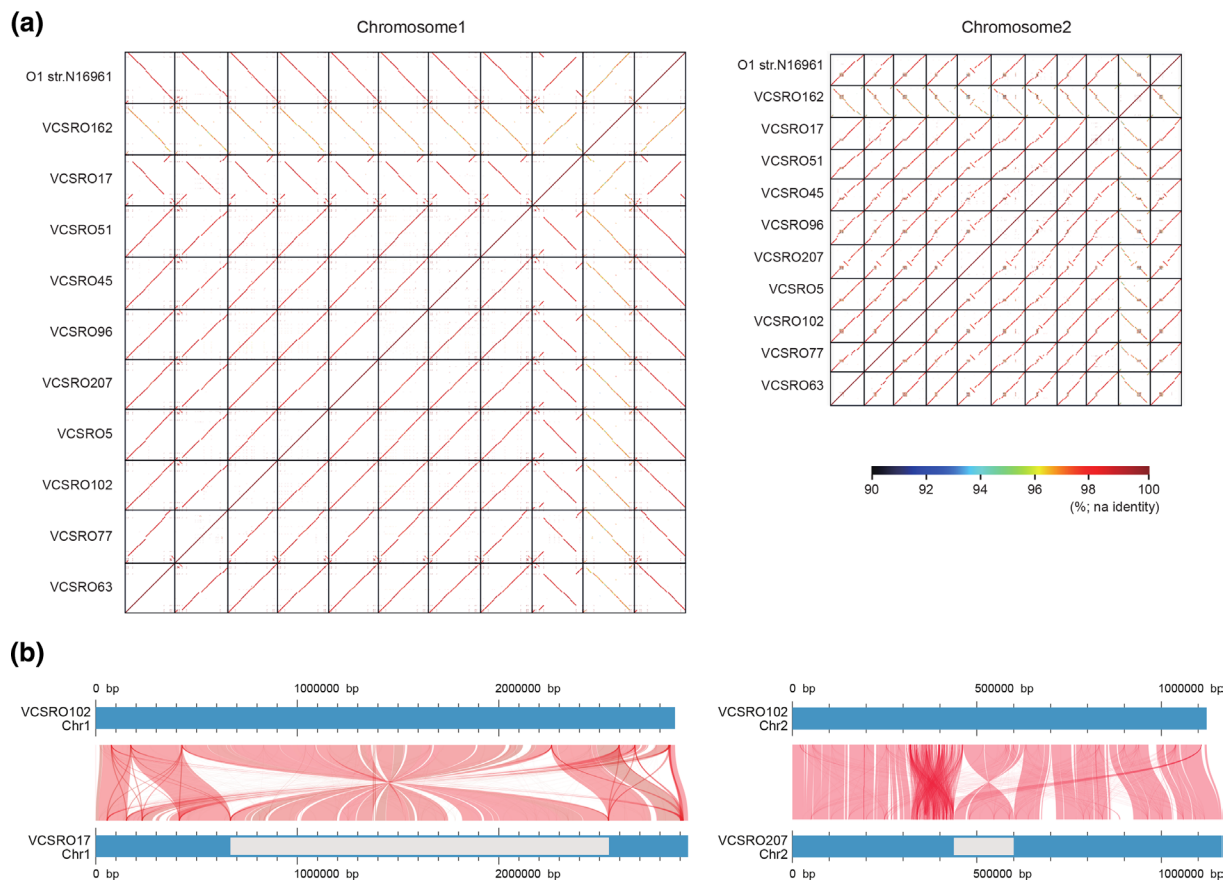 (a)
Chromosome1
O1 str.N16961
VCSRO162
VCSRO17
VCSRO51
VCSRO45
VCSRO96
VCSRO207
VCSRO5
VCSRO102
VCSRO77
VCSRO63
Chromosome2
O1 str.N16961
VCSRO162
VCSRO17
VCSRO51
VCSRO45
VCSRO96
VCSRO207
VCSRO5
VCSRO102
VCSRO77
VCSRO63
90 92 94 96 98 100
(%; na identity)
(b)
0 bp 1000000 bp 2000000 bp
VCSRO102
Chr1
VCSRO17
Chr1
0 bp 1000000 bp 2000000 bp
0 bp 500000 bp 1000000 bp
VCSRO102
Chr2
VCSRO207
Chr2
0 bp 500000 bp 1000000 bp